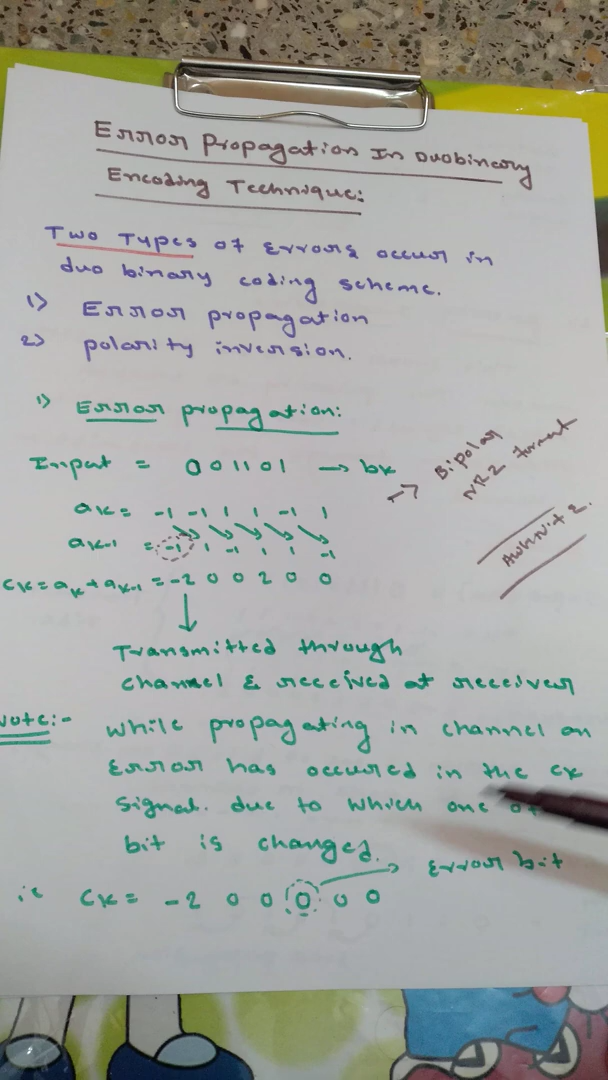 Error Propagation In Duobinary
Encoding Technique:
Two Types of Errors occur in
duo binary coding scheme.
1) Error propagation
2) polarity inversion.
1) Error propagation:
Input = 0 0 1 1 0 1 → bk
→ Bipolar
NRZ format
ak = -1 -1 1 1 -1 1
ak-1 = -1 1 -1 1 1 -1
Ck = ak + ak-1 = -2 0 0 2 0 0
Transmitted through
channel & received at receiver
Note:- While propagating in channel an
Error has occured in the ck
signal. due to which one of
bit is changed.
Error bit
ie Ck = -2 0 0 0 0 0